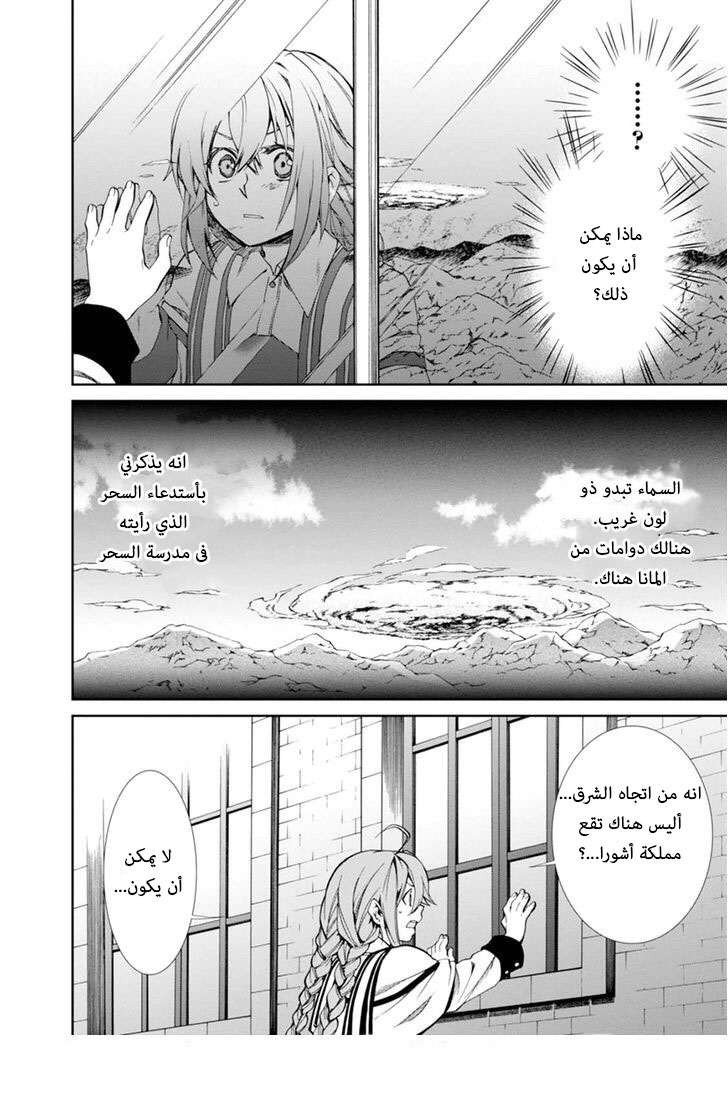 ........?
ماذا يمكن
أن يكون
ذلك؟
السماء تبدو ذو
لون غريب.
هنالك دوامات من
المانا هناك.
انه يذكرني
بأستدعاء السحر
الذي رأيته
فى مدرسة السحر
انه من اتجاه الشرق...
أليس هناك تقع
مملكة أشورا...؟
لا يمكن
أن يكون...